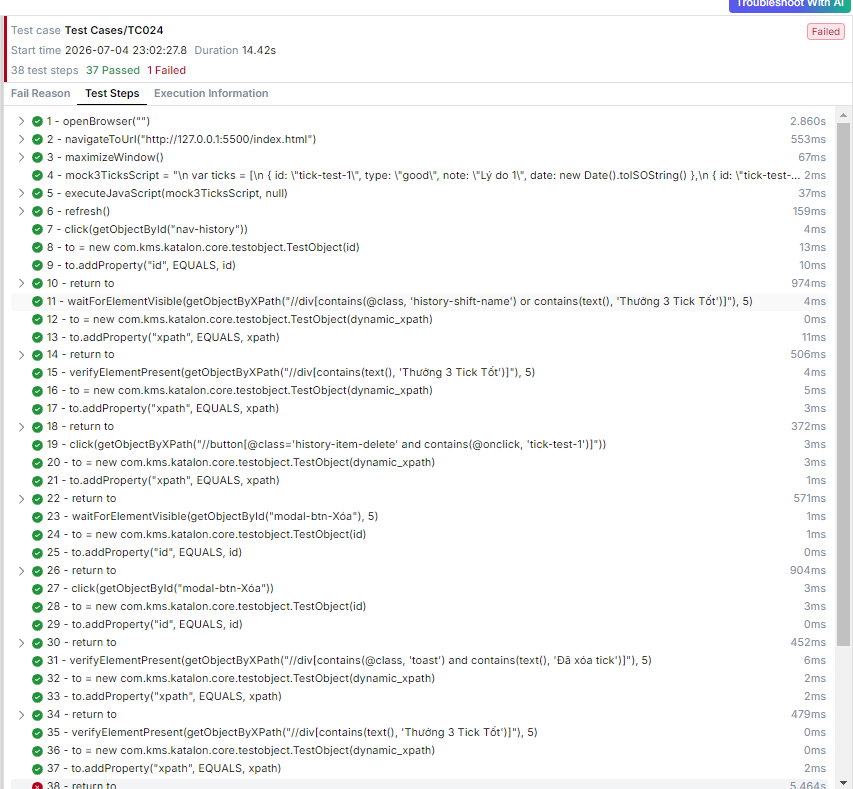 Troubleshoot With AI
Test case Test Cases/TC024
Failed
Start time 2026-07-04 23:02:27.8 Duration 14.42s
38 test steps 37 Passed 1 Failed
Fail Reason Test Steps Execution Information
1 - openBrowser("") 2.860s
2 - navigateToUrl("http://127.0.0.1:5500/index.html") 553ms
3 - maximizeWindow() 67ms
4 - mock3TicksScript = "\n var ticks = [\n { id: \"tick-test-1\", type: \"good\", note: \"Lý do 1\", date: new Date().toISOString() },\n { id: \"tick-test-... 2ms
5 - executeJavaScript(mock3TicksScript, null) 37ms
6 - refresh() 159ms
7 - click(getObjectById("nav-history")) 4ms
8 - to = new com.kms.katalon.core.testobject.TestObject(id) 13ms
9 - to.addProperty("id", EQUALS, id) 10ms
10 - return to 974ms
11 - waitForElementVisible(getObjectByXPath("//div[contains(@class, 'history-shift-name') or contains(text(), 'Thưởng 3 Tick Tốt')]"), 5) 4ms
12 - to = new com.kms.katalon.core.testobject.TestObject(dynamic_xpath) 0ms
13 - to.addProperty("xpath", EQUALS, xpath) 11ms
14 - return to 506ms
15 - verifyElementPresent(getObjectByXPath("//div[contains(text(), 'Thưởng 3 Tick Tốt')]"), 5) 4ms
16 - to = new com.kms.katalon.core.testobject.TestObject(dynamic_xpath) 5ms
17 - to.addProperty("xpath", EQUALS, xpath) 3ms
18 - return to 372ms
19 - click(getObjectByXPath("//button[@class='history-item-delete' and contains(@onclick, 'tick-test-1')]")) 3ms
20 - to = new com.kms.katalon.core.testobject.TestObject(dynamic_xpath) 3ms
21 - to.addProperty("xpath", EQUALS, xpath) 1ms
22 - return to 571ms
23 - waitForElementVisible(getObjectById("modal-btn-Xóa"), 5) 1ms
24 - to = new com.kms.katalon.core.testobject.TestObject(id) 1ms
25 - to.addProperty("id", EQUALS, id) 0ms
26 - return to 904ms
27 - click(getObjectById("modal-btn-Xóa")) 3ms
28 - to = new com.kms.katalon.core.testobject.TestObject(id) 3ms
29 - to.addProperty("id", EQUALS, id) 0ms
30 - return to 452ms
31 - verifyElementPresent(getObjectByXPath("//div[contains(@class, 'toast') and contains(text(), 'Đã xóa tick')]"), 5) 6ms
32 - to = new com.kms.katalon.core.testobject.TestObject(dynamic_xpath) 2ms
33 - to.addProperty("xpath", EQUALS, xpath) 2ms
34 - return to 479ms
35 - verifyElementPresent(getObjectByXPath("//div[contains(text(), 'Thưởng 3 Tick Tốt')]"), 5) 0ms
36 - to = new com.kms.katalon.core.testobject.TestObject(dynamic_xpath) 0ms
37 - to.addProperty("xpath", EQUALS, xpath) 2ms
38 - return to 5.464s